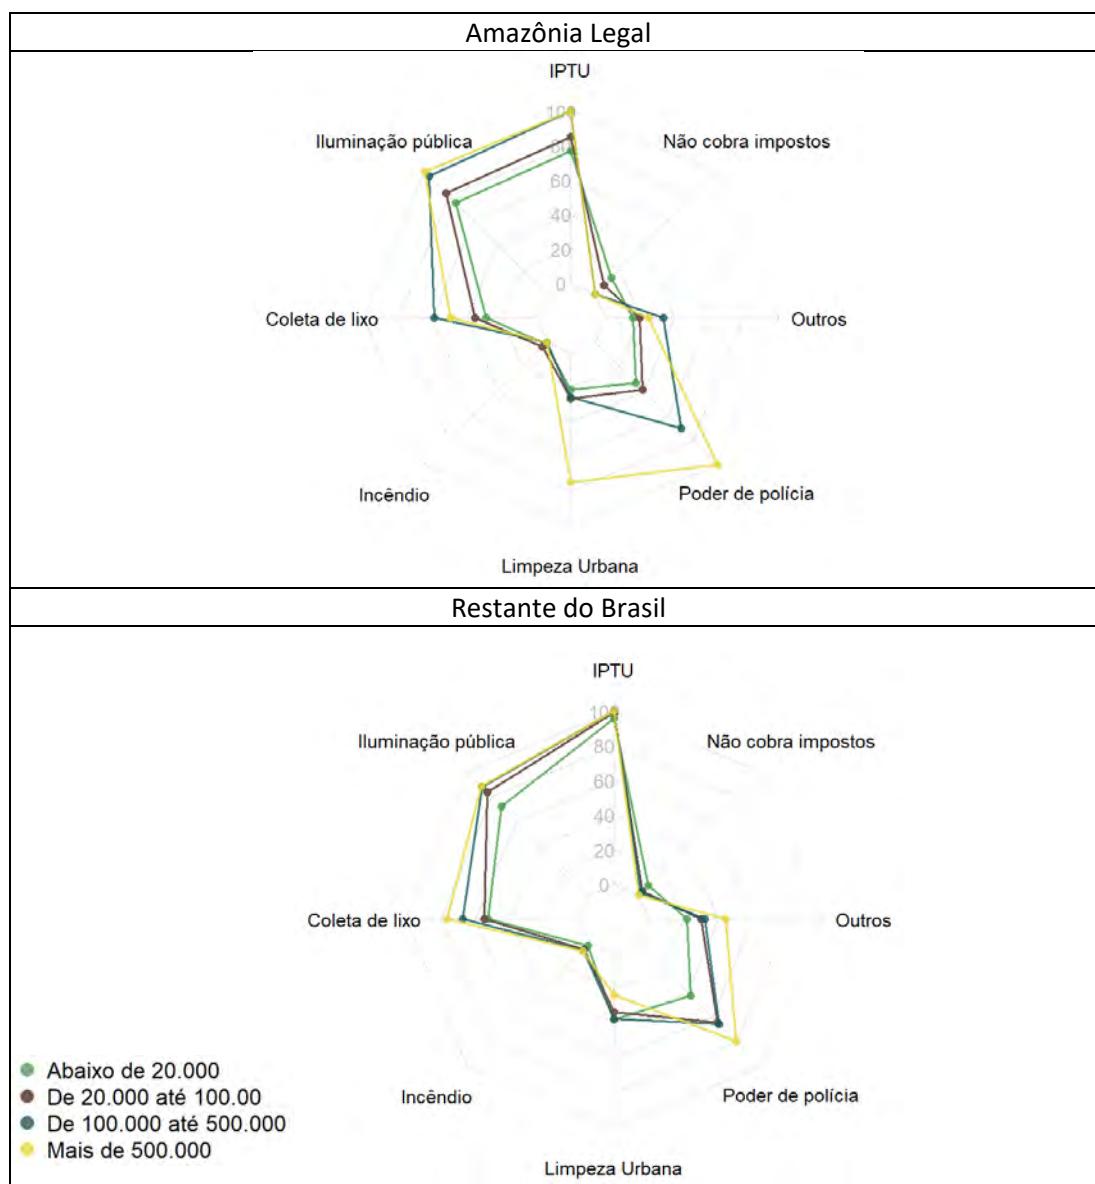 Amazônia Legal
IPTU
100
Iluminação pública
Não cobra impostos
80
60
40
20
0
Coleta de lixo
Outros
Incêndio
Poder de polícia
Limpeza Urbana
Restante do Brasil
IPTU
100
Iluminação pública
Não cobra impostos
80
60
40
20
0
Coleta de lixo
Outros
Incêndio
Poder de polícia
Limpeza Urbana
Abaixo de 20.000
De 20.000 até 100.00
De 100.000 até 500.000
Mais de 500.000